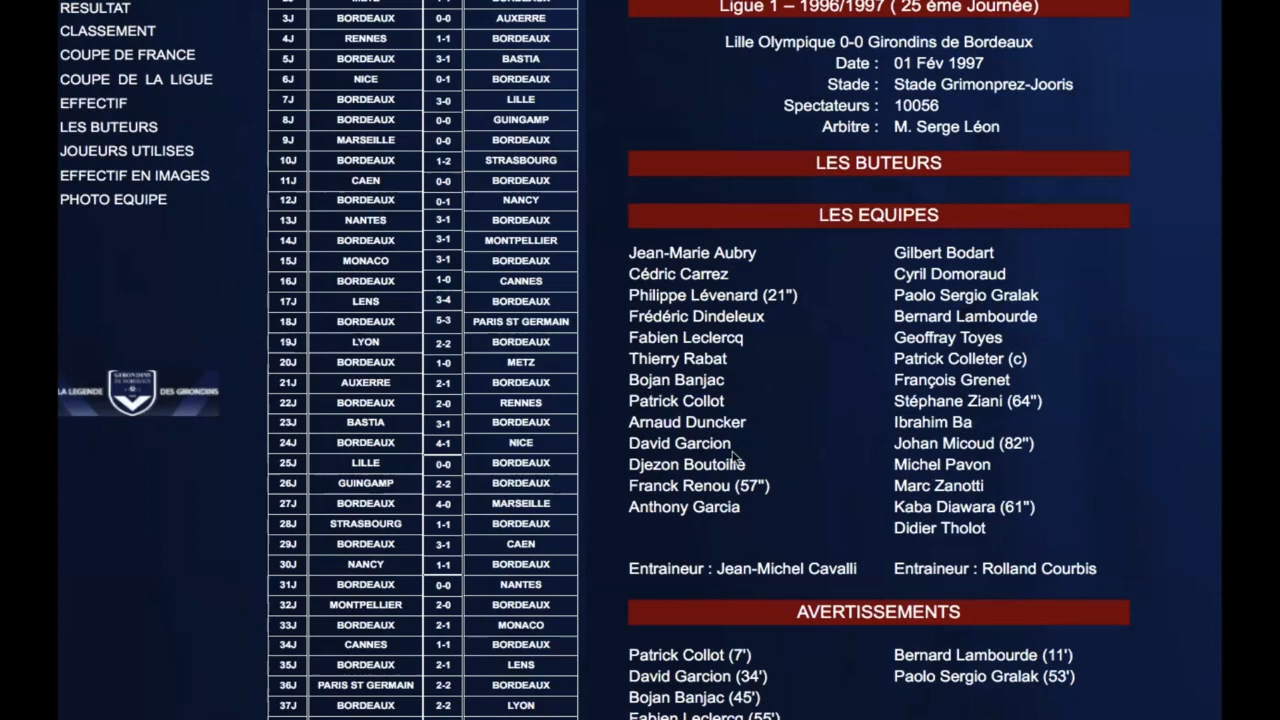 RESULTAT
CLASSEMENT
COUPE DE FRANCE
COUPE DE LA LIGUE
EFFECTIF
LES BUTEURS
JOUEURS UTILISES
EFFECTIF EN IMAGES
PHOTO EQUIPE
LA LEGENDE GIRONDINS DE BORDEAUX DES GIRONDINS
3J BORDEAUX 0-0 AUXERRE
4J RENNES 1-1 BORDEAUX
5J BORDEAUX 3-1 BASTIA
6J NICE 0-1 BORDEAUX
7J BORDEAUX 3-0 LILLE
8J BORDEAUX 0-0 GUINGAMP
9J MARSEILLE 0-0 BORDEAUX
10J BORDEAUX 1-2 STRASBOURG
11J CAEN 0-0 BORDEAUX
12J BORDEAUX 0-1 NANCY
13J NANTES 3-1 BORDEAUX
14J BORDEAUX 3-1 MONTPELLIER
15J MONACO 3-1 BORDEAUX
16J BORDEAUX 1-0 CANNES
17J LENS 3-4 BORDEAUX
18J BORDEAUX 5-3 PARIS ST GERMAIN
19J LYON 2-2 BORDEAUX
20J BORDEAUX 1-0 METZ
21J AUXERRE 2-1 BORDEAUX
22J BORDEAUX 2-0 RENNES
23J BASTIA 3-1 BORDEAUX
24J BORDEAUX 4-1 NICE
25J LILLE 0-0 BORDEAUX
26J GUINGAMP 2-2 BORDEAUX
27J BORDEAUX 4-0 MARSEILLE
28J STRASBOURG 1-1 BORDEAUX
29J BORDEAUX 3-1 CAEN
30J NANCY 1-1 BORDEAUX
31J BORDEAUX 0-0 NANTES
32J MONTPELLIER 2-0 BORDEAUX
33J BORDEAUX 2-1 MONACO
34J CANNES 1-1 BORDEAUX
35J BORDEAUX 2-1 LENS
36J PARIS ST GERMAIN 2-2 BORDEAUX
37J BORDEAUX 2-2 LYON
Ligue 1 – 1996/1997 ( 25 éme Journée)
Lille Olympique 0-0 Girondins de Bordeaux
Date : 01 Fév 1997
Stade : Stade Grimonprez-Jooris
Spectateurs : 10056
Arbitre : M. Serge Léon
LES BUTEURS
LES EQUIPES
Jean-Marie Aubry Gilbert Bodart
Cédric Carrez Cyril Domoraud
Philippe Lévenard (21") Paolo Sergio Gralak
Frédéric Dindeleux Bernard Lambourde
Fabien Leclercq Geoffray Toyes
Thierry Rabat Patrick Colleter (c)
Bojan Banjac François Grenet
Patrick Collot Stéphane Ziani (64")
Arnaud Duncker Ibrahim Ba
David Garcion Johan Micoud (82")
Djezon Boutoille Michel Pavon
Franck Renou (57") Marc Zanotti
Anthony Garcia Kaba Diawara (61")
Didier Tholot
Entraineur : Jean-Michel Cavalli Entraineur : Rolland Courbis
AVERTISSEMENTS
Patrick Collot (7') Bernard Lambourde (11')
David Garcion (34') Paolo Sergio Gralak (53')
Bojan Banjac (45')
Fabien Leclercq (55')